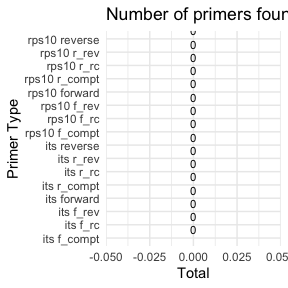 Number of primers foun
rps10 reverse 0
rps10 r_rev 0
rps10 r_rc 0
rps10 r_compt 0
rps10 forward 0
rps10 f_rev 0
rps10 f_rc 0
rps10 f_compt 0
its reverse 0
its r_rev 0
its r_rc 0
its r_compt 0
its forward 0
its f_rev 0
its f_rc 0
its f_compt 0
-0.050 -0.025 0.000 0.025 0.05
Total
Primer Type